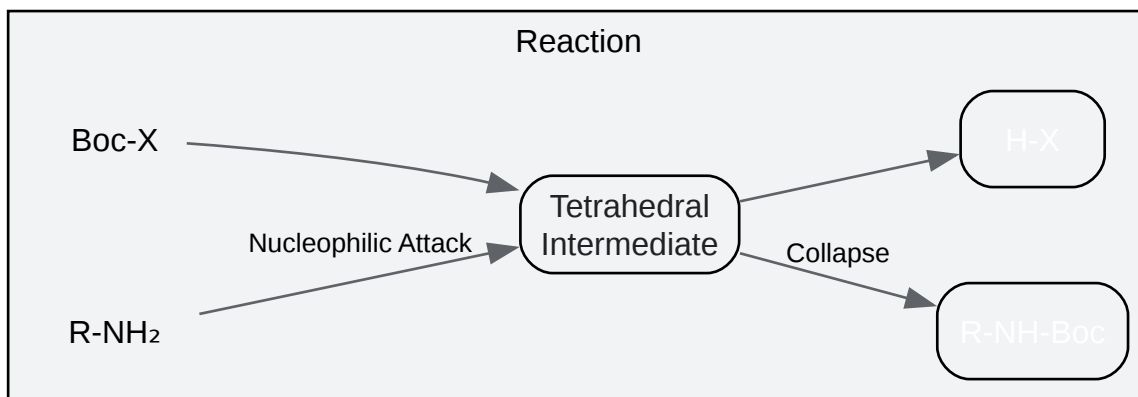 Reaction
Boc-X
H-X
Tetrahedral
Intermediate
Nucleophilic Attack
Collapse
R-NH₂
R-NH-Boc